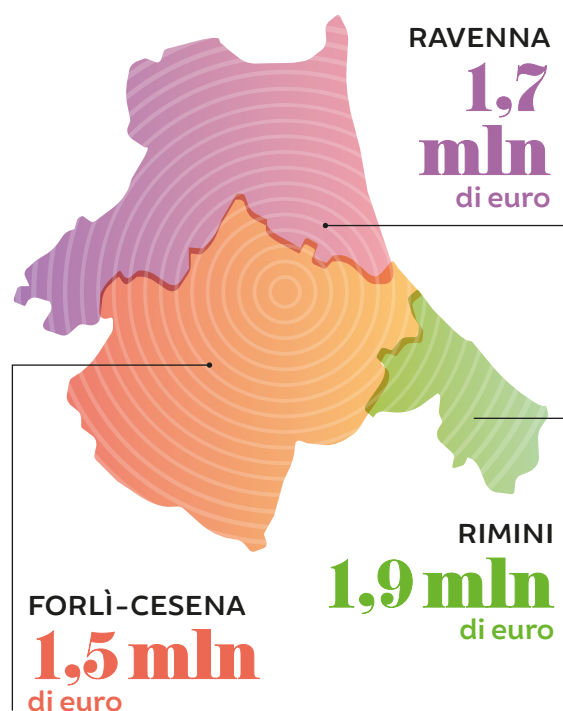 RAVENNA
1,7
mln
di euro
RIMINI
1,9 mln
di euro
FORLÌ-CESENA
1,5 mln
di euro